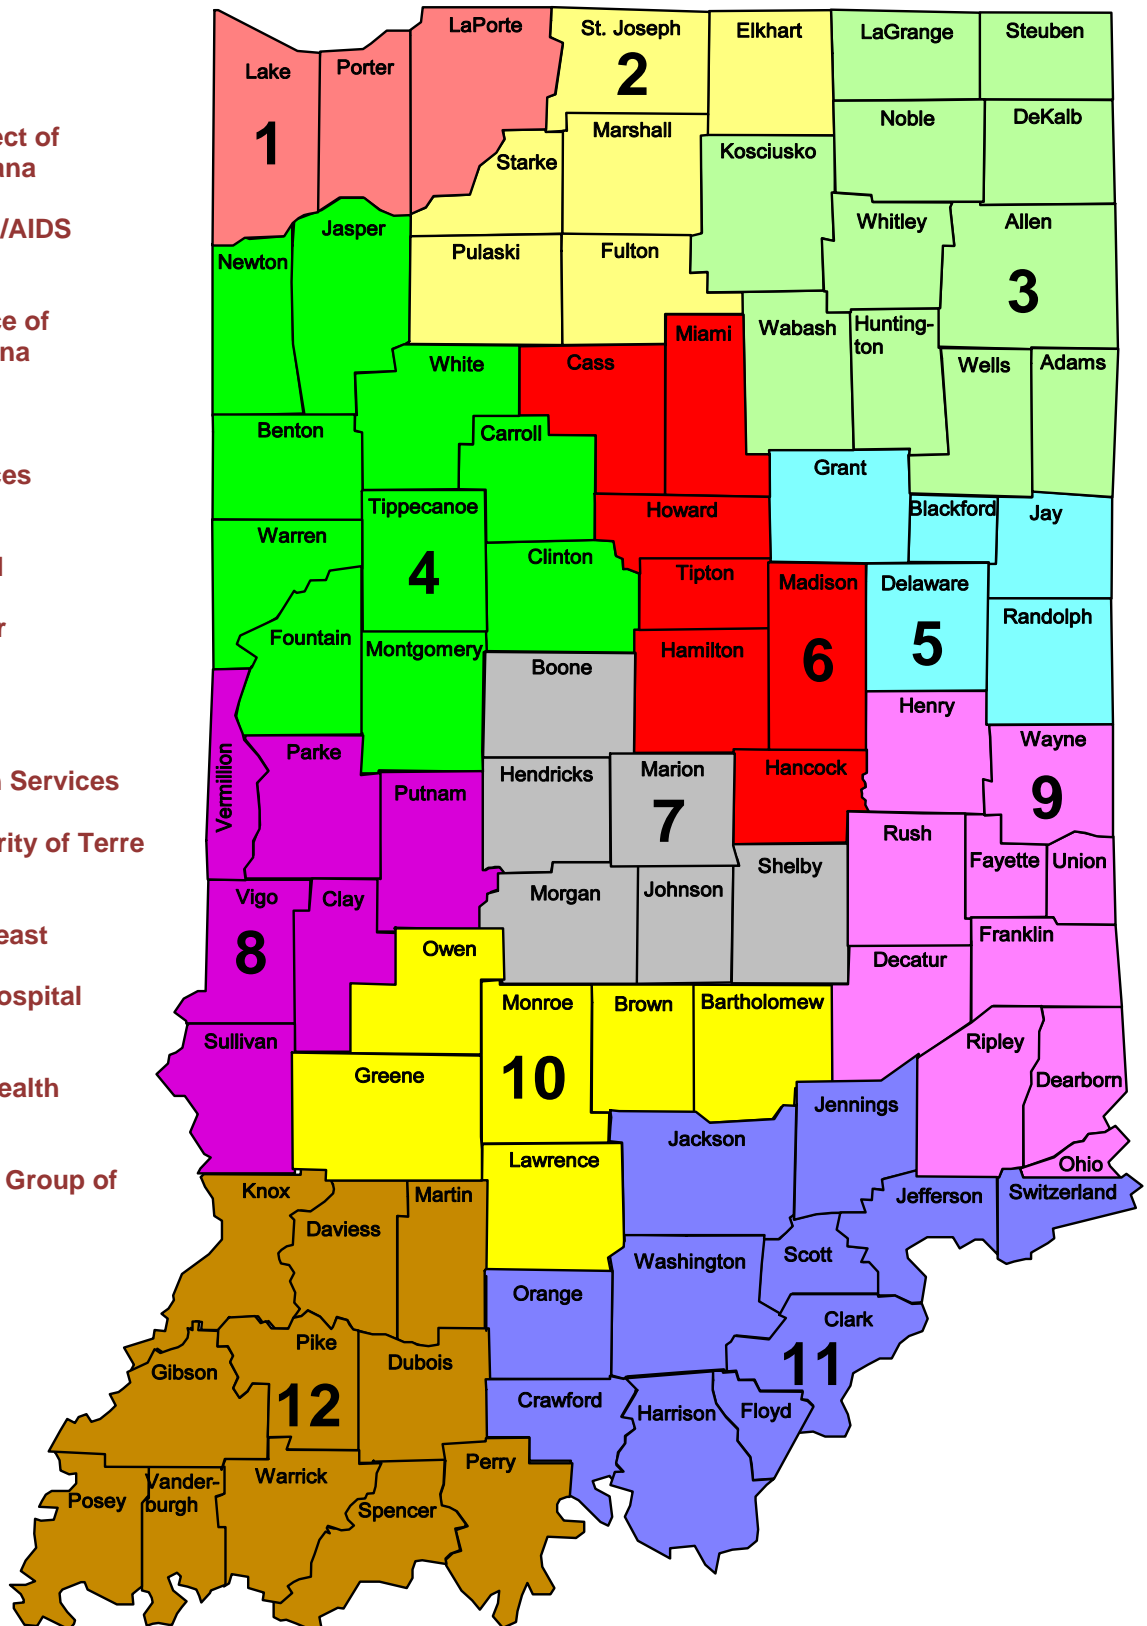 ect of
ana
/AIDS
ce of
na
ces
l
r
n Services
rity of Terre
east
ospital
ealth
Group of
LaPorte
St. Joseph
Elkhart
LaGrange
Steuben
Lake
Porter
2
1
Marshall
Noble
DeKalb
Starke
Kosciusko
Jasper
Whitley
Allen
Newton
Pulaski
Fulton
3
Miami
Wabash
Hunting-
ton
White
Cass
Wells
Adams
Benton
Carroll
Grant
Tippecanoe
Howard
Blackford
Jay
Warren
Clinton
4
Tipton
Madison
Delaware
Fountain
Montgomery
Hamilton
6
5
Randolph
Boone
Henry
Vermillion
Parke
Wayne
Hendricks
Marion
Hancock
Putnam
7
9
Rush
Fayette
Union
Shelby
Vigo
Clay
Morgan
Johnson
8
Owen
Franklin
Decatur
Monroe
Brown
Bartholomew
Sullivan
Ripley
Greene
10
Dearborn
Jennings
Jackson
Lawrence
Ohio
Knox
Martin
Jefferson
Switzerland
Daviess
Washington
Scott
Orange
Clark
Pike
Dubois
11
Gibson
12
Crawford
Harrison
Floyd
Perry
Warrick
Vander-
burgh
Posey
Spencer